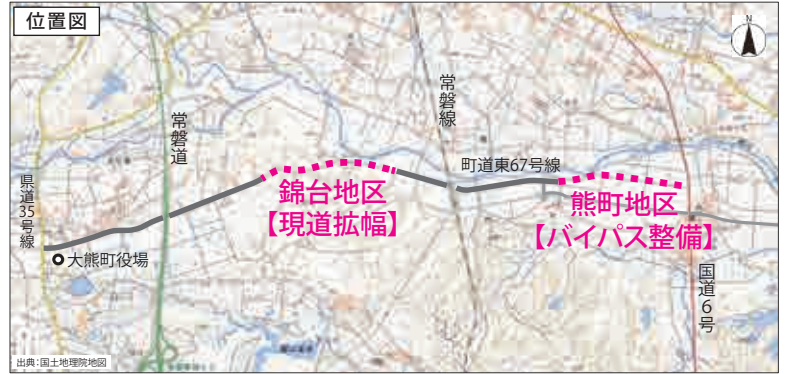 位置図
N
常磐道
常磐線
町道東67号線
県道35号線
錦台地区
【現道拡幅】
熊町地区
【バイパス整備】
大熊町役場
国道6号
出典：国土地理院地図